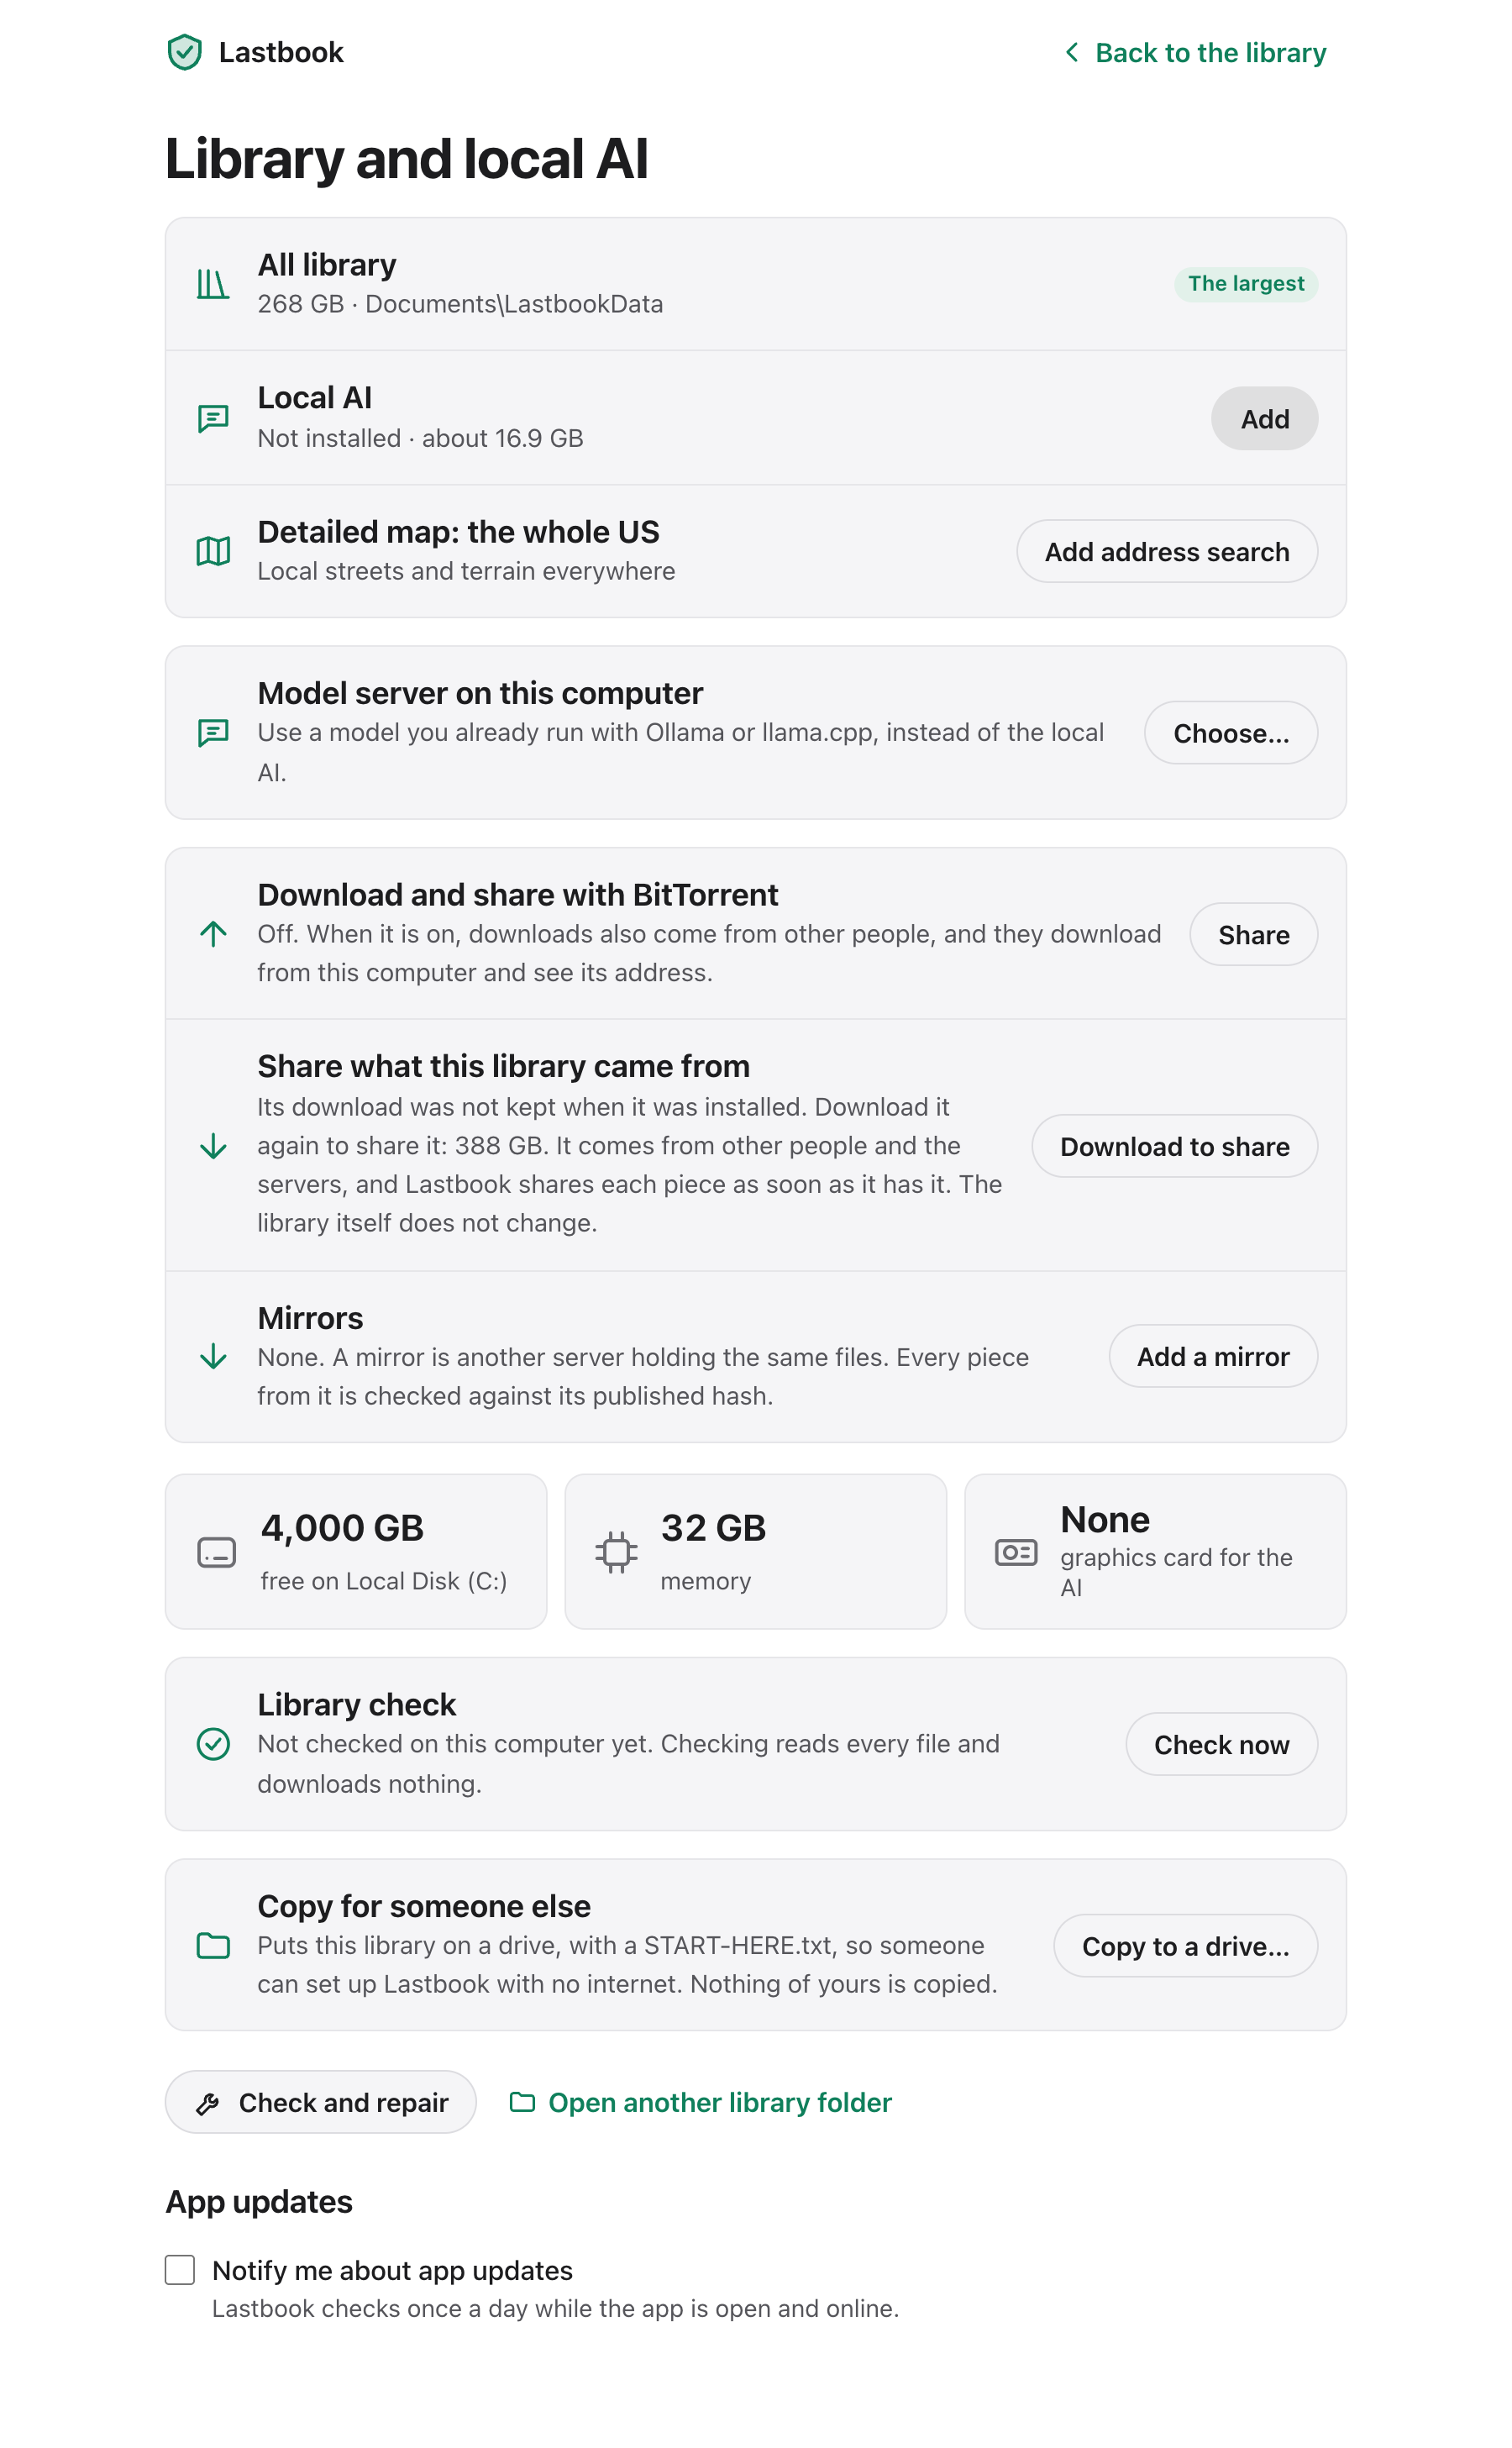 Lastbook
Back to the library
Library and local AI
All library
268 GB · Documents\LastbookData
The largest
Local AI
Not installed · about 16.9 GB
Add
Detailed map: the whole US
Local streets and terrain everywhere
Add address search
Model server on this computer
Use a model you already run with Ollama or llama.cpp, instead of the local
AI.
Choose...
Download and share with BitTorrent
Off. When it is on, downloads also come from other people, and they download
from this computer and see its address.
Share
Share what this library came from
Its download was not kept when it was installed. Download it
again to share it: 388 GB. It comes from other people and the
servers, and Lastbook shares each piece as soon as it has it. The
library itself does not change.
Download to share
Mirrors
None. A mirror is another server holding the same files. Every piece
from it is checked against its published hash.
Add a mirror
4,000 GB
free on Local Disk (C:)
32 GB
memory
None
graphics card for the
AI
Library check
Not checked on this computer yet. Checking reads every file and
downloads nothing.
Check now
Copy for someone else
Puts this library on a drive, with a START-HERE.txt, so someone
can set up Lastbook with no internet. Nothing of yours is copied.
Copy to a drive...
Check and repair
Open another library folder
App updates
Notify me about app updates
Lastbook checks once a day while the app is open and online.